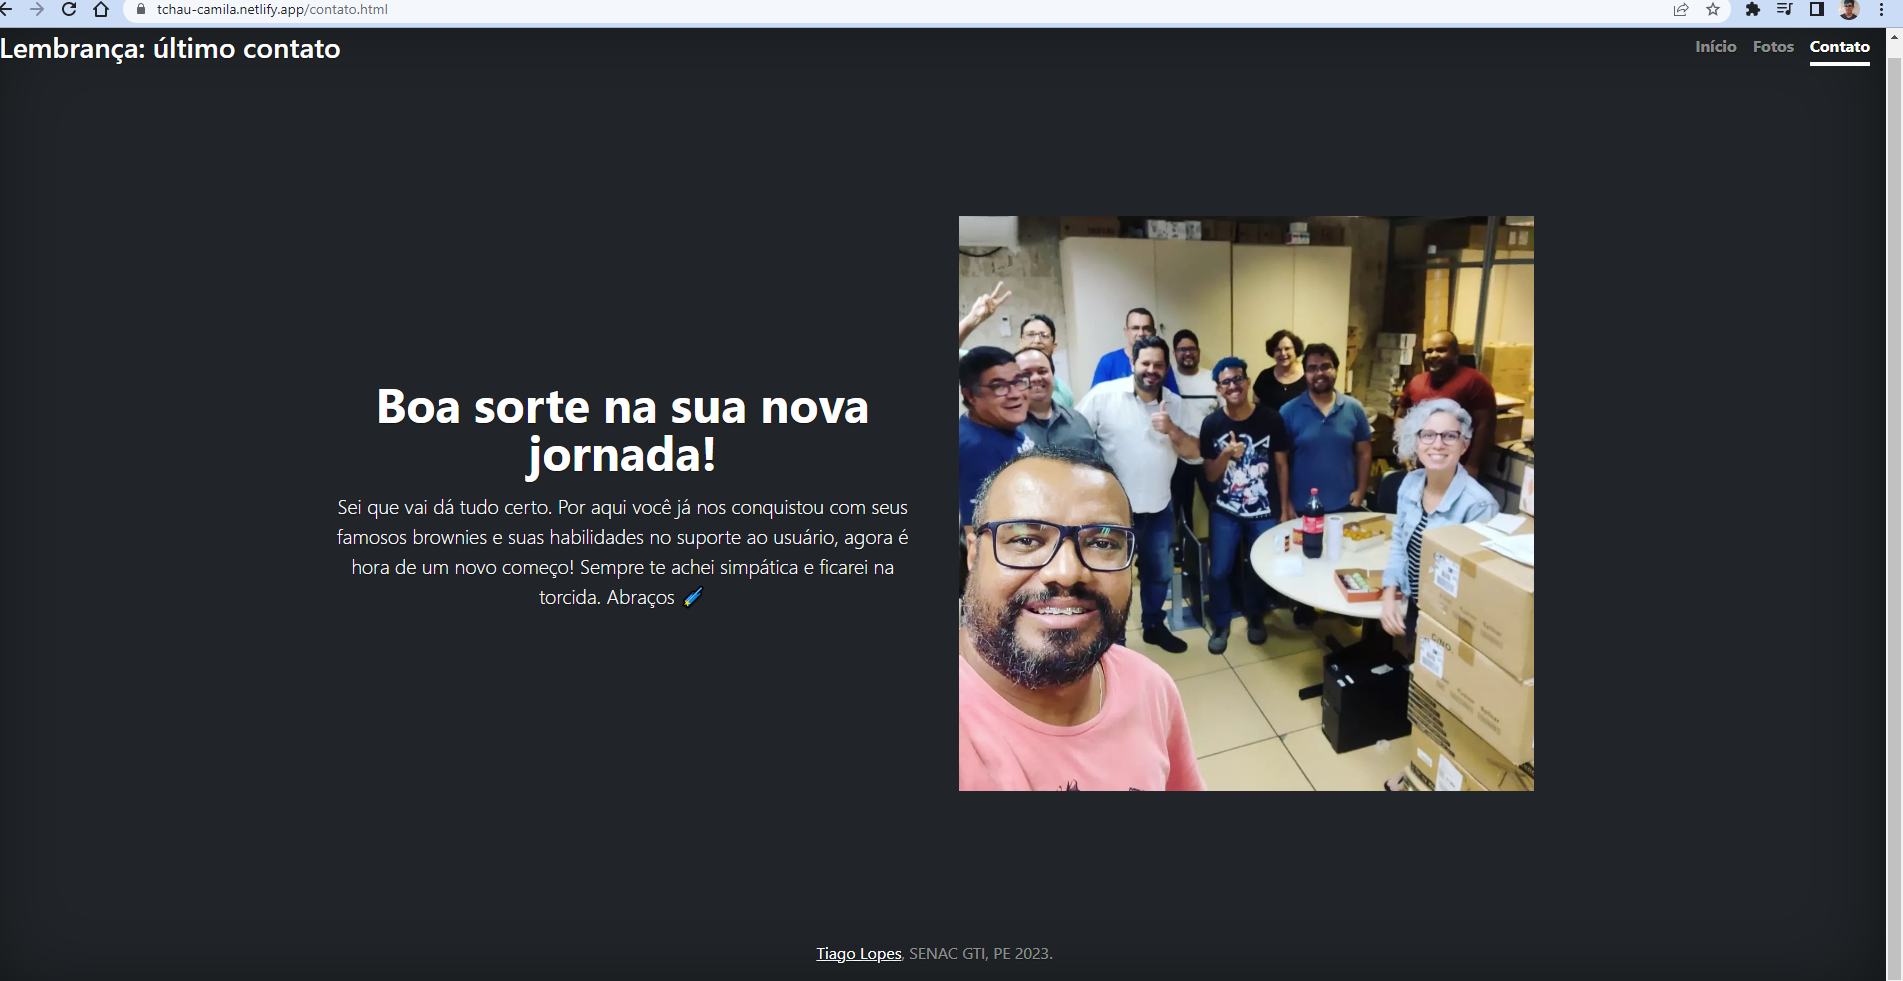 tchau-camila.netlify.app/contato.html
Lembrança: último contato
Início Fotos Contato
Boa sorte na sua nova
jornada!
Sei que vai dá tudo certo. Por aqui você já nos conquistou com seus
famosos brownies e suas habilidades no suporte ao usuário, agora é
hora de um novo começo! Sempre te achei simpática e ficarei na
torcida. Abraços
Tiago Lopes, SENAC GTI, PE 2023.